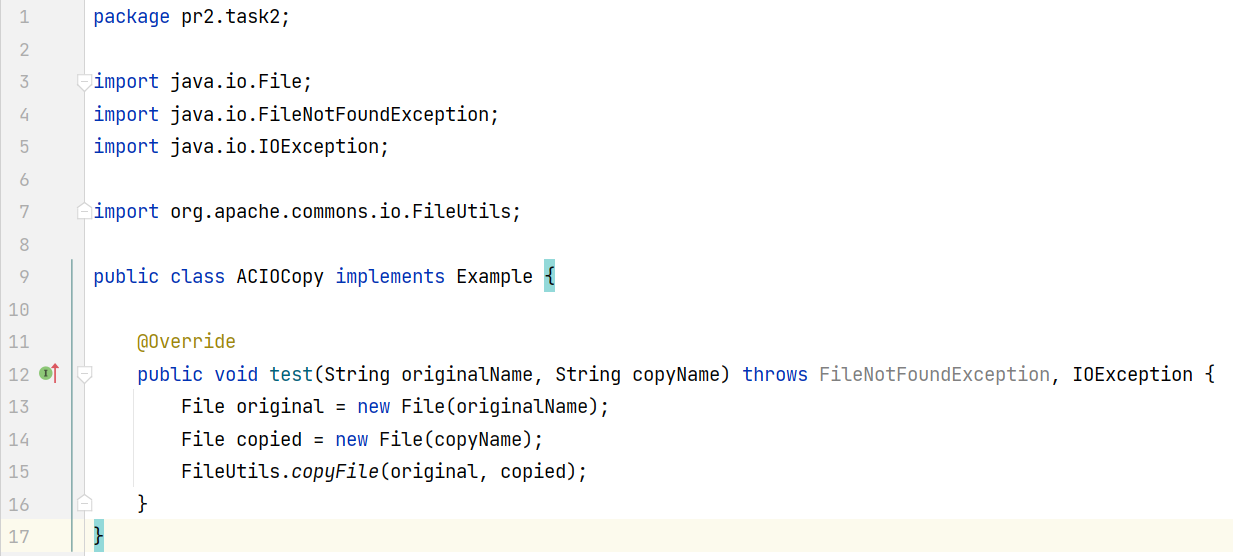 1 package pr2.task2;
2
3 import java.io.File;
4 import java.io.FileNotFoundException;
5 import java.io.IOException;
6
7 import org.apache.commons.io.FileUtils;
8
9 public class ACIOCopy implements Example {
10
11 @Override
12 I public void test(String originalName, String copyName) throws FileNotFoundException, IOException {
13 File original = new File(originalName);
14 File copied = new File(copyName);
15 FileUtils.copyFile(original, copied);
16 }
17 }